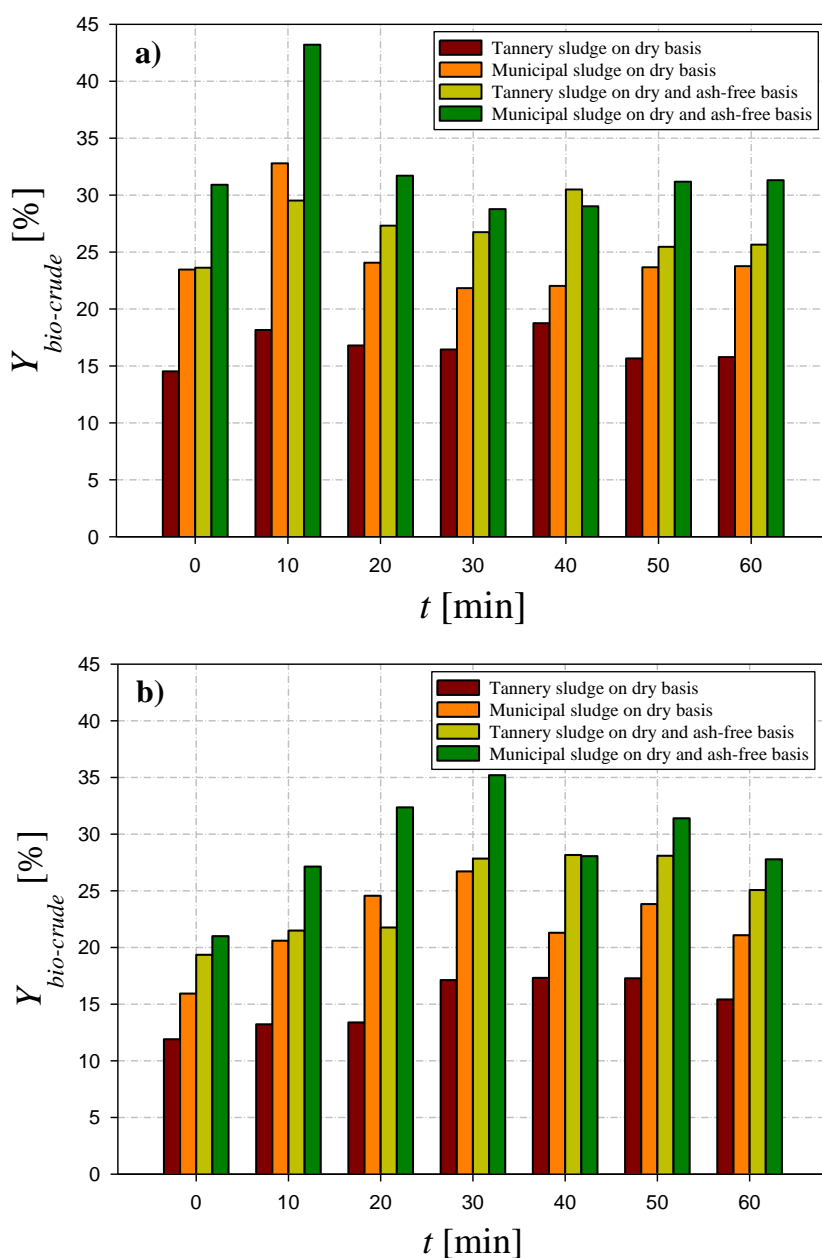 a)
Tannery sludge on dry basis
Municipal sludge on dry basis
Tannery sludge on dry and ash-free basis
Municipal sludge on dry and ash-free basis
Y bio-crude [%]
45
40
35
30
25
20
15
10
5
0
0 10 20 30 40 50 60
t [min]
b)
Tannery sludge on dry basis
Municipal sludge on dry basis
Tannery sludge on dry and ash-free basis
Municipal sludge on dry and ash-free basis
Y bio-crude [%]
45
40
35
30
25
20
15
10
5
0
0 10 20 30 40 50 60
t [min]